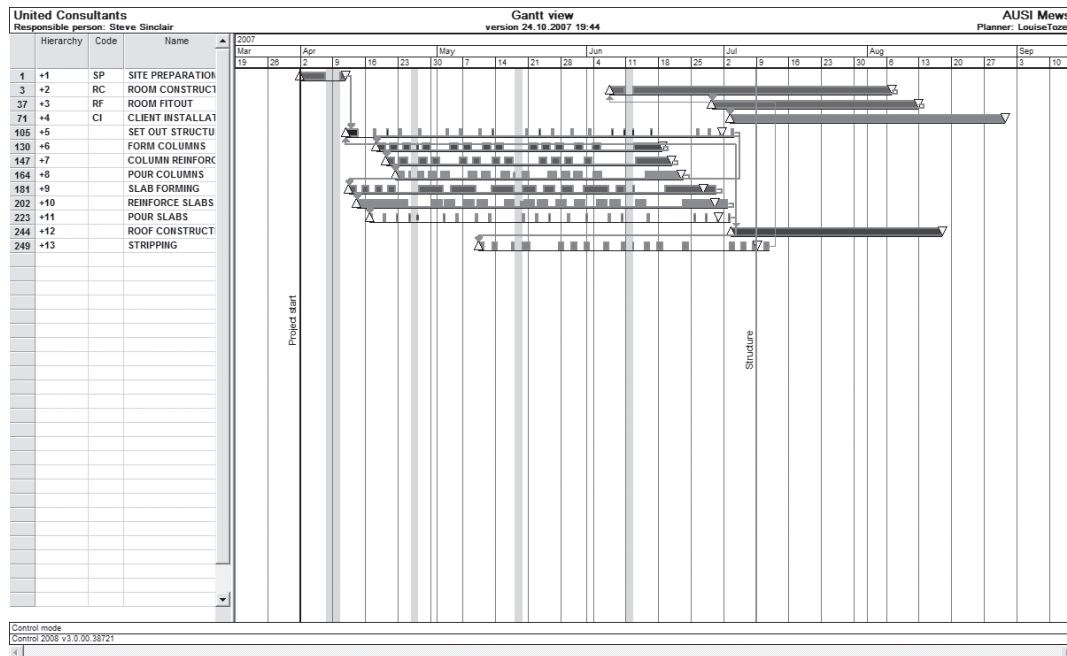 United Consultants Gantt view AUSI Mews
Responsible person: Steve Sinclair version 24.10.2007 19:44 Planner: LouiseToze
Hierarchy Code Name 2007
Mar Apr May Jun Jul Aug Sep
19 26 2 9 16 23 30 7 14 21 28 4 11 18 25 2 9 16 23 30 6 13 20 27 3 10
1 +1 SP SITE PREPARATION
3 +2 RC ROOM CONSTRUCT
37 +3 RF ROOM FITOUT
71 +4 CI CLIENT INSTALLAT
105 +5 SET OUT STRUCTU
130 +6 FORM COLUMNS
147 +7 COLUMN REINFORC
164 +8 POUR COLUMNS
181 +9 SLAB FORMING
202 +10 REINFORCE SLABS
223 +11 POUR SLABS
244 +12 ROOF CONSTRUCT
249 +13 STRIPPING
Project start
Structure
Control mode
Control 2008 v3.0.00.38721